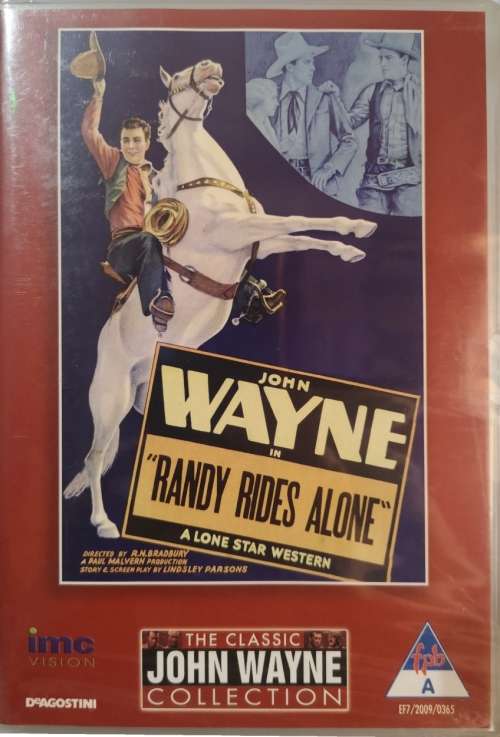 JOHN
WAYNE
IN
"RANDY RIDES ALONE"
A LONE STAR WESTERN
DIRECTED BY R.N.BRADBURY
A PAUL MALVERN PRODUCTION
STORY & SCREEN PLAY BY LINDSLEY PARSONS
imc
VISION
DEAGOSTINI
THE CLASSIC
JOHN WAYNE
COLLECTION
fpb
A
EF7/2009/0365